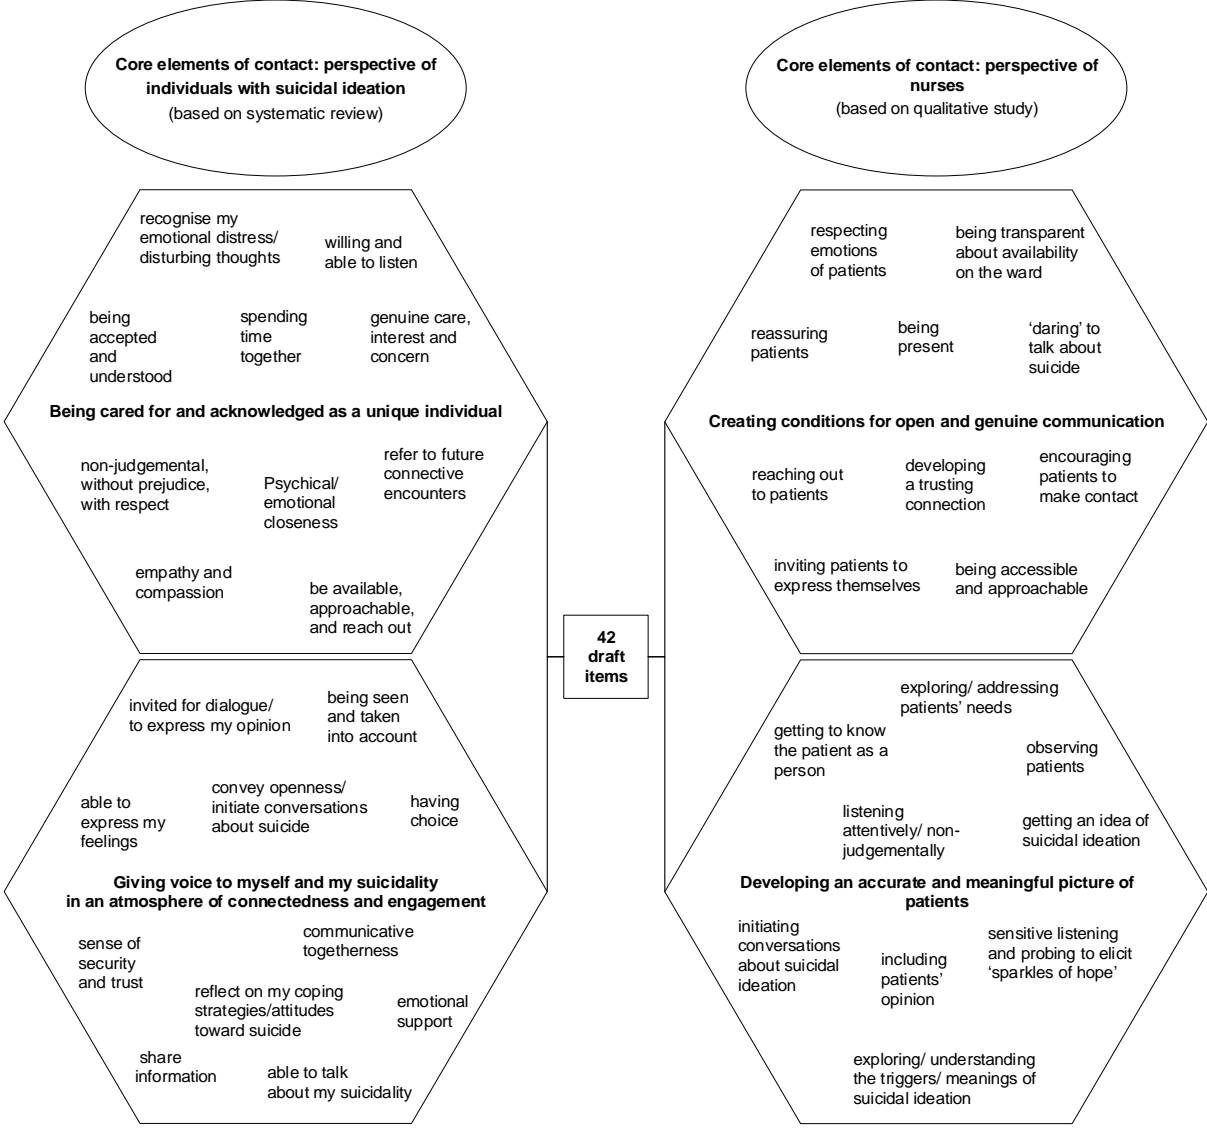 Core elements of contact: perspective of
individuals with suicidal ideation
(based on systematic review)
recognise my
emotional distress/
disturbing thoughts
willing and
able to listen
being
accepted
and
understood
spending
time
together
genuine care,
interest and
concern
Being cared for and acknowledged as a unique individual
non-judgemental,
without prejudice,
with respect
Psychical/
emotional
closeness
refer to future
connective
encounters
empathy and
compassion
be available,
approachable,
and reach out
invited for dialogue/
to express my opinion
being seen
and taken
into account
able to
express my
feelings
convey openness/
initiate conversations
about suicide
having
choice
Giving voice to myself and my suicidality
in an atmosphere of connectedness and engagement
sense of
security
and trust
communicative
togetherness
reflect on my coping
strategies/attitudes
toward suicide
emotional
support
share
information
able to talk
about my suicidality
42
draft
items
Core elements of contact: perspective of
nurses
(based on qualitative study)
respecting
emotions
of patients
being transparent
about availability
on the ward
reassuring
patients
being
present
‘daring’ to
talk about
suicide
Creating conditions for open and genuine communication
reaching out
to patients
developing
a trusting
connection
encouraging
patients to
make contact
inviting patients to
express themselves
being accessible
and approachable
exploring/ addressing
patients’ needs
getting to know
the patient as a
person
observing
patients
listening
attentively/ non-
judgementally
getting an idea of
suicidal ideation
Developing an accurate and meaningful picture of
patients
initiating
conversations
about suicidal
ideation
including
patients’
opinion
sensitive listening
and probing to elicit
‘sparkles of hope’
exploring/ understanding
the triggers/ meanings of
suicidal ideation